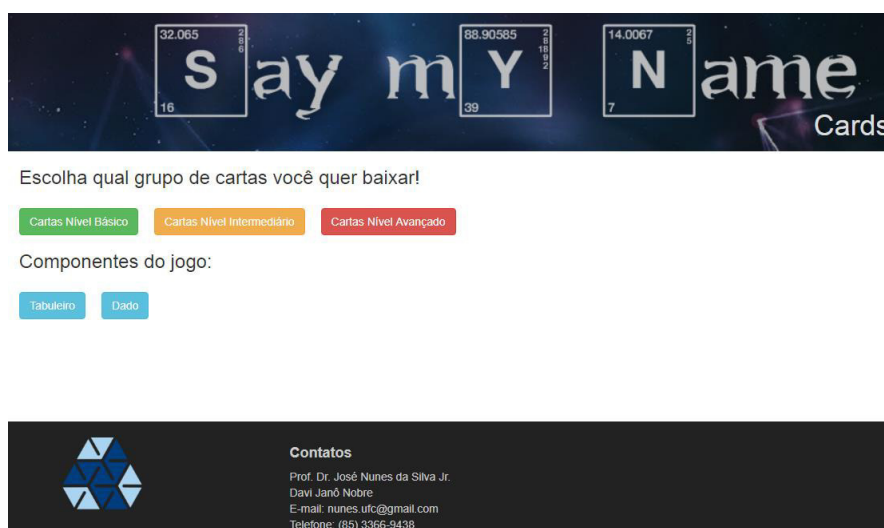 32.065
2
8
6
S
16
ay
m
88.90585
2
8
18
9
2
Y
39
14.0067
2
5
N
7
ame
Cards
Escolha qual grupo de cartas você quer baixar!
Cartas Nível Básico Cartas Nível Intermediário Cartas Nível Avançado
Componentes do jogo:
Tabuleiro Dado
Contatos
Prof. Dr. José Nunes da Silva Jr.
Davi Janô Nobre
E-mail: nunes.ufc@gmail.com
Telefone: (85) 3366-9438